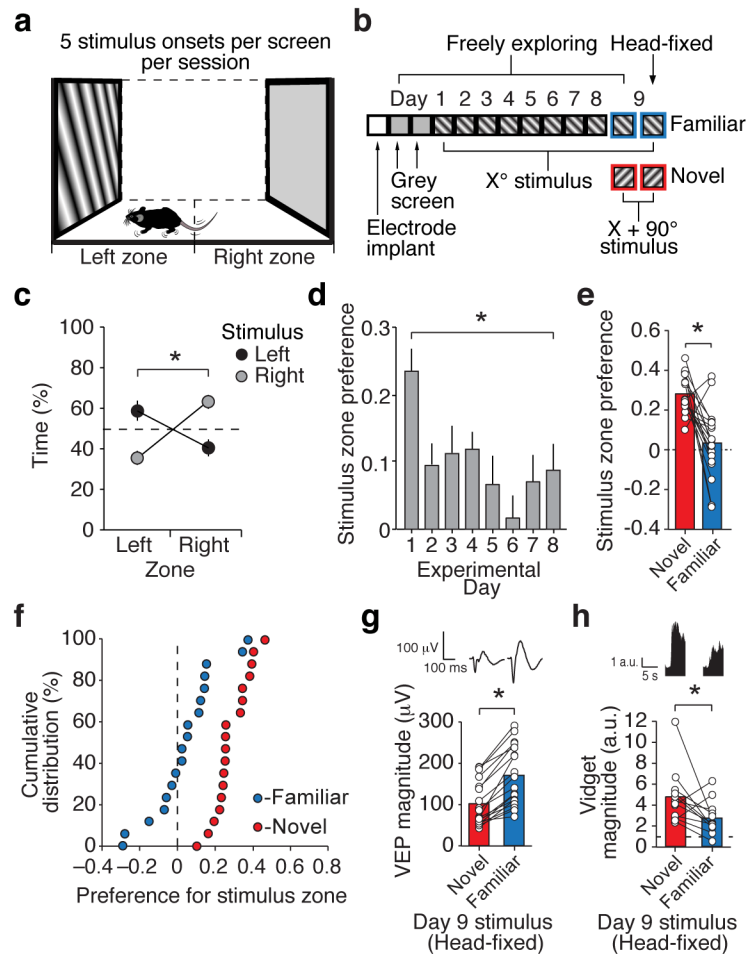 a
5 stimulus onsets per screen
per session
Left zone
Right zone
b
Freely exploring
Head-fixed
Day
1 2 3 4 5 6 7 8 9
Familiar
Grey
screen
X° stimulus
Novel
Electrode
implant
X + 90°
stimulus
c
Stimulus
Left
Right
*
Time (%)
100
80
60
40
20
0
Left Right
Zone
d
Stimulus zone preference
0.3
0.2
0.1
0
*
1 2 3 4 5 6 7 8
Experimental
Day
e
Stimulus zone preference
0.6
0.4
0.2
0
-0.2
-0.4
*
Novel
Familiar
f
Cumulative
distribution (%)
100
80
60
40
20
0
-Familiar
-Novel
–0.4 –0.2 0 0.2 0.4 0.6 0.8
Preference for stimulus zone
g
100 μV
100 ms
*
VEP magnitude (μV)
300
200
100
0
Novel
Familiar
Day 9 stimulus
(Head-fixed)
h
1 a.u.
5 s
*
Vidget
magnitude (a.u.)
12
10
8
6
4
2
0
Novel
Familiar
Day 9 stimulus
(Head-fixed)